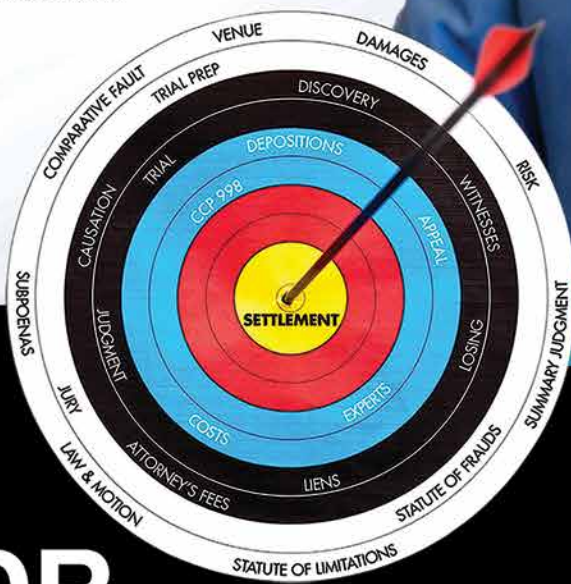 VENUE
DAMAGES
COMPARATIVE FAULT
TRIAL PREP
DISCOVERY
RISK
WITNESSES
TRIAL
DEPOSITIONS
CAUSATION
CCP 998
APPEAL
SUBPOENAS
SETTLEMENT
JUDGMENT
LOSING
SUMMARY JUDGMENT
JURY
COSTS
EXPERTS
LAW & MOTION
ATTORNEY'S FEES
LIENS
STATUTE OF FRAUDS
STATUTE OF LIMITATIONS